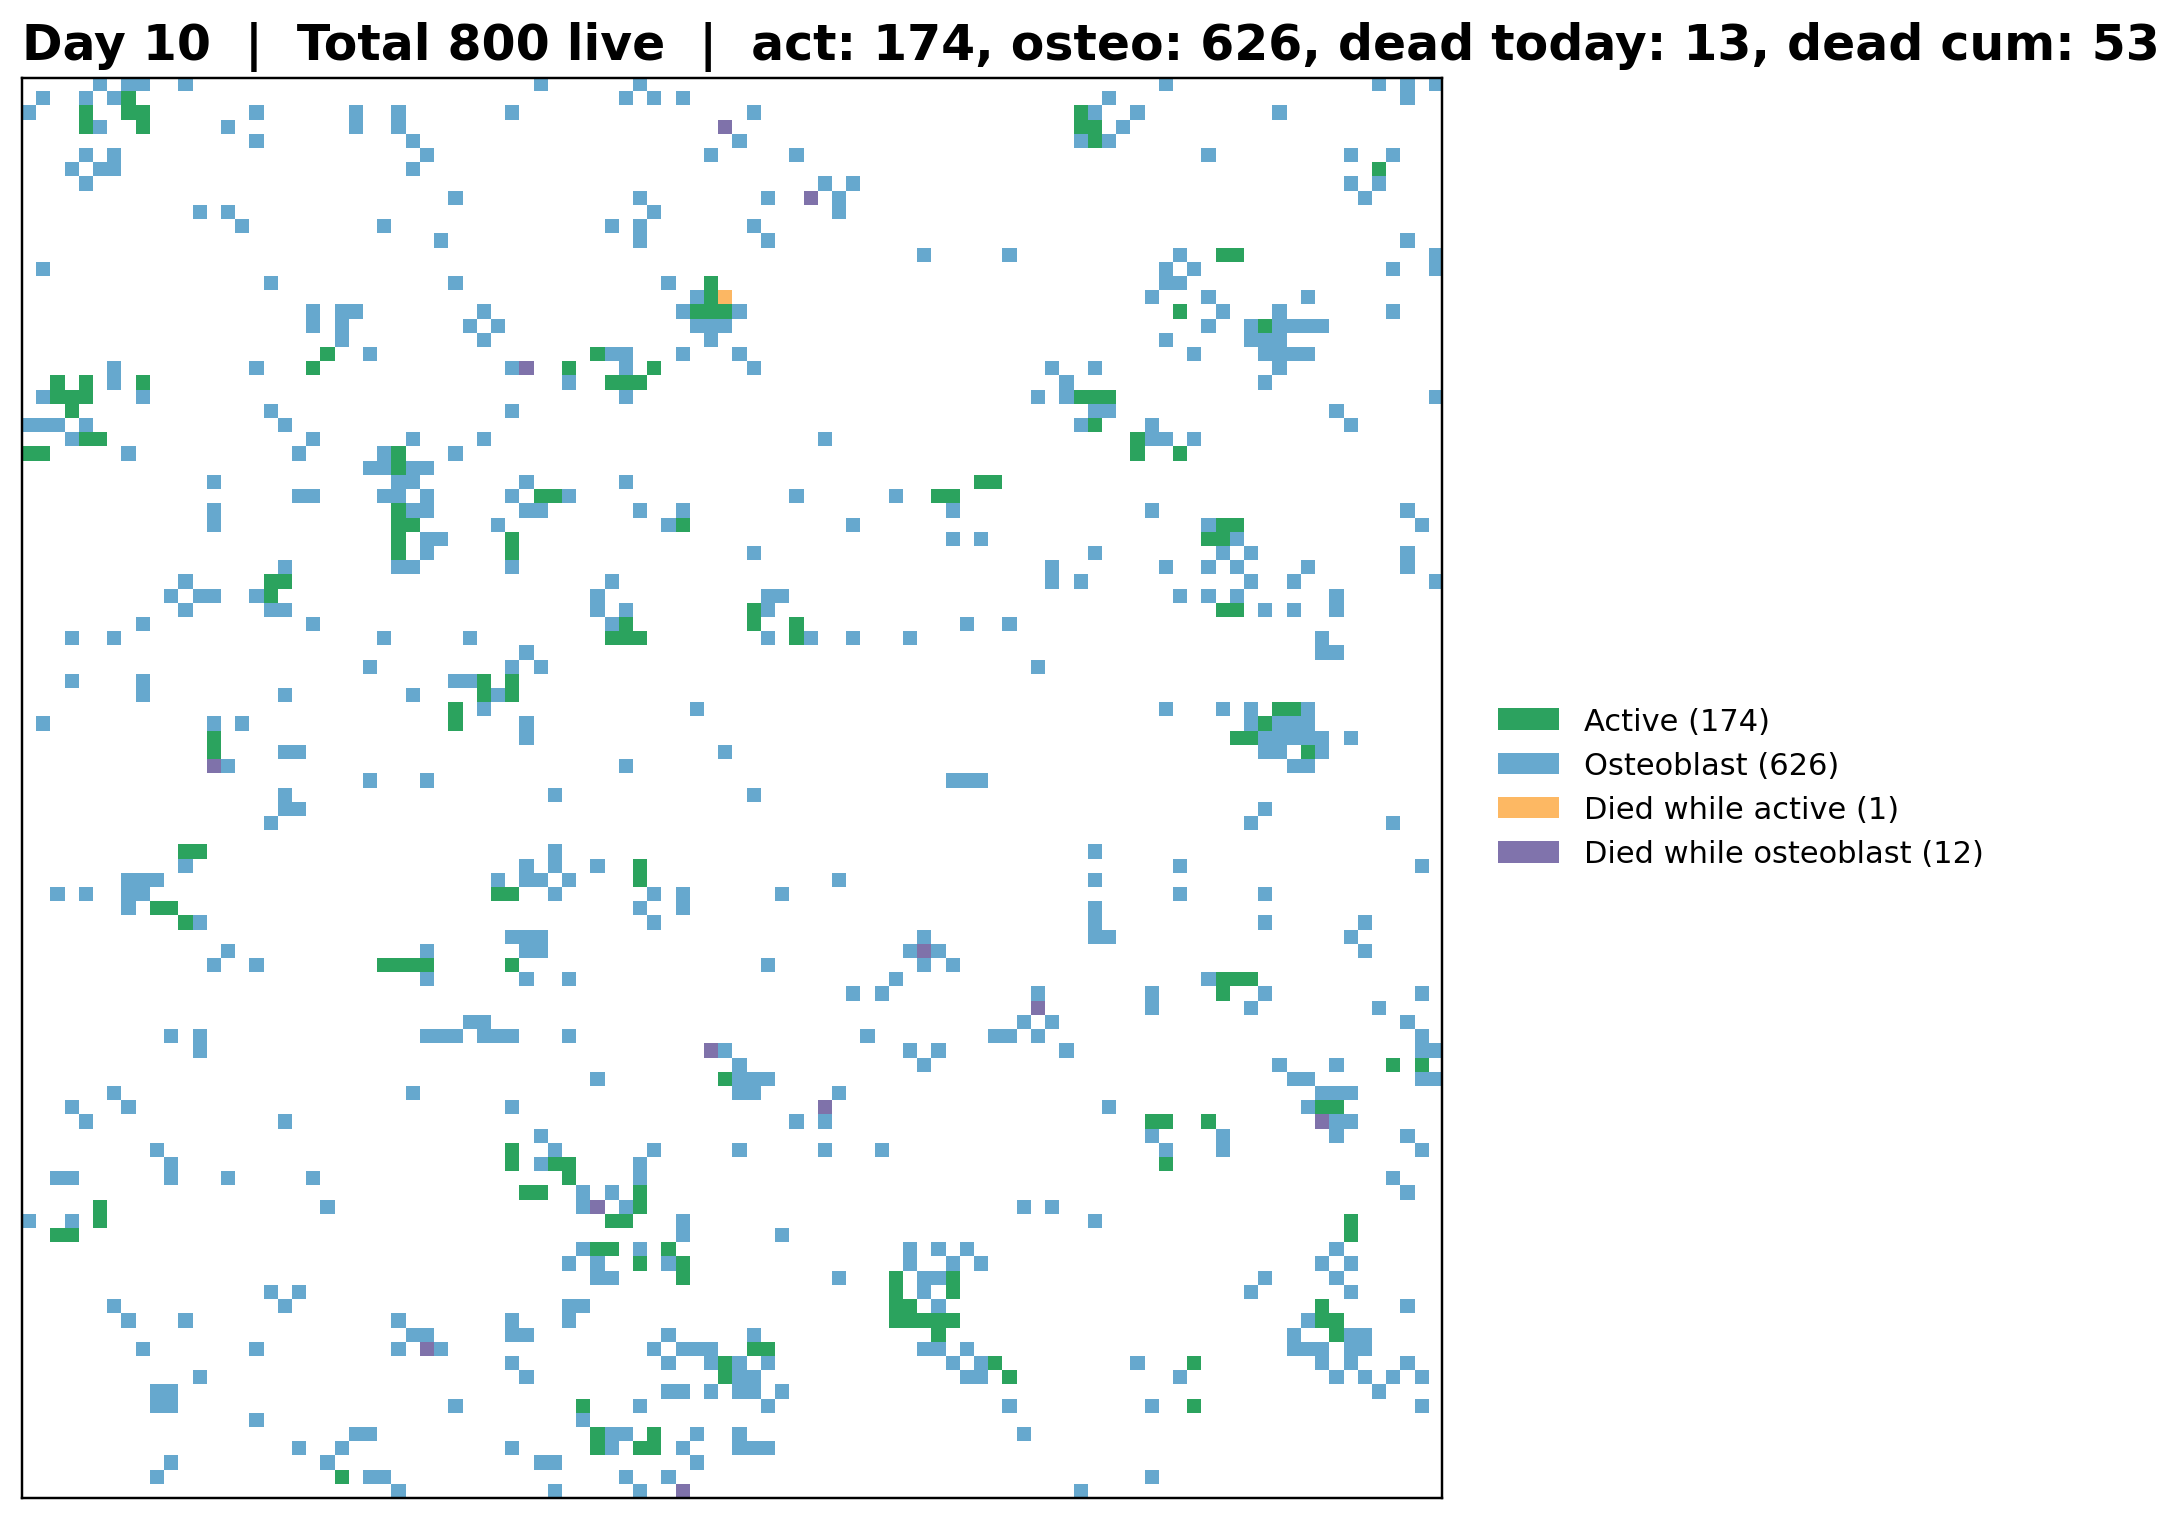 Day 10 | Total 800 live | act: 174, osteo: 626, dead today: 13, dead cum: 53
Active (174)
Osteoblast (626)
Died while active (1)
Died while osteoblast (12)